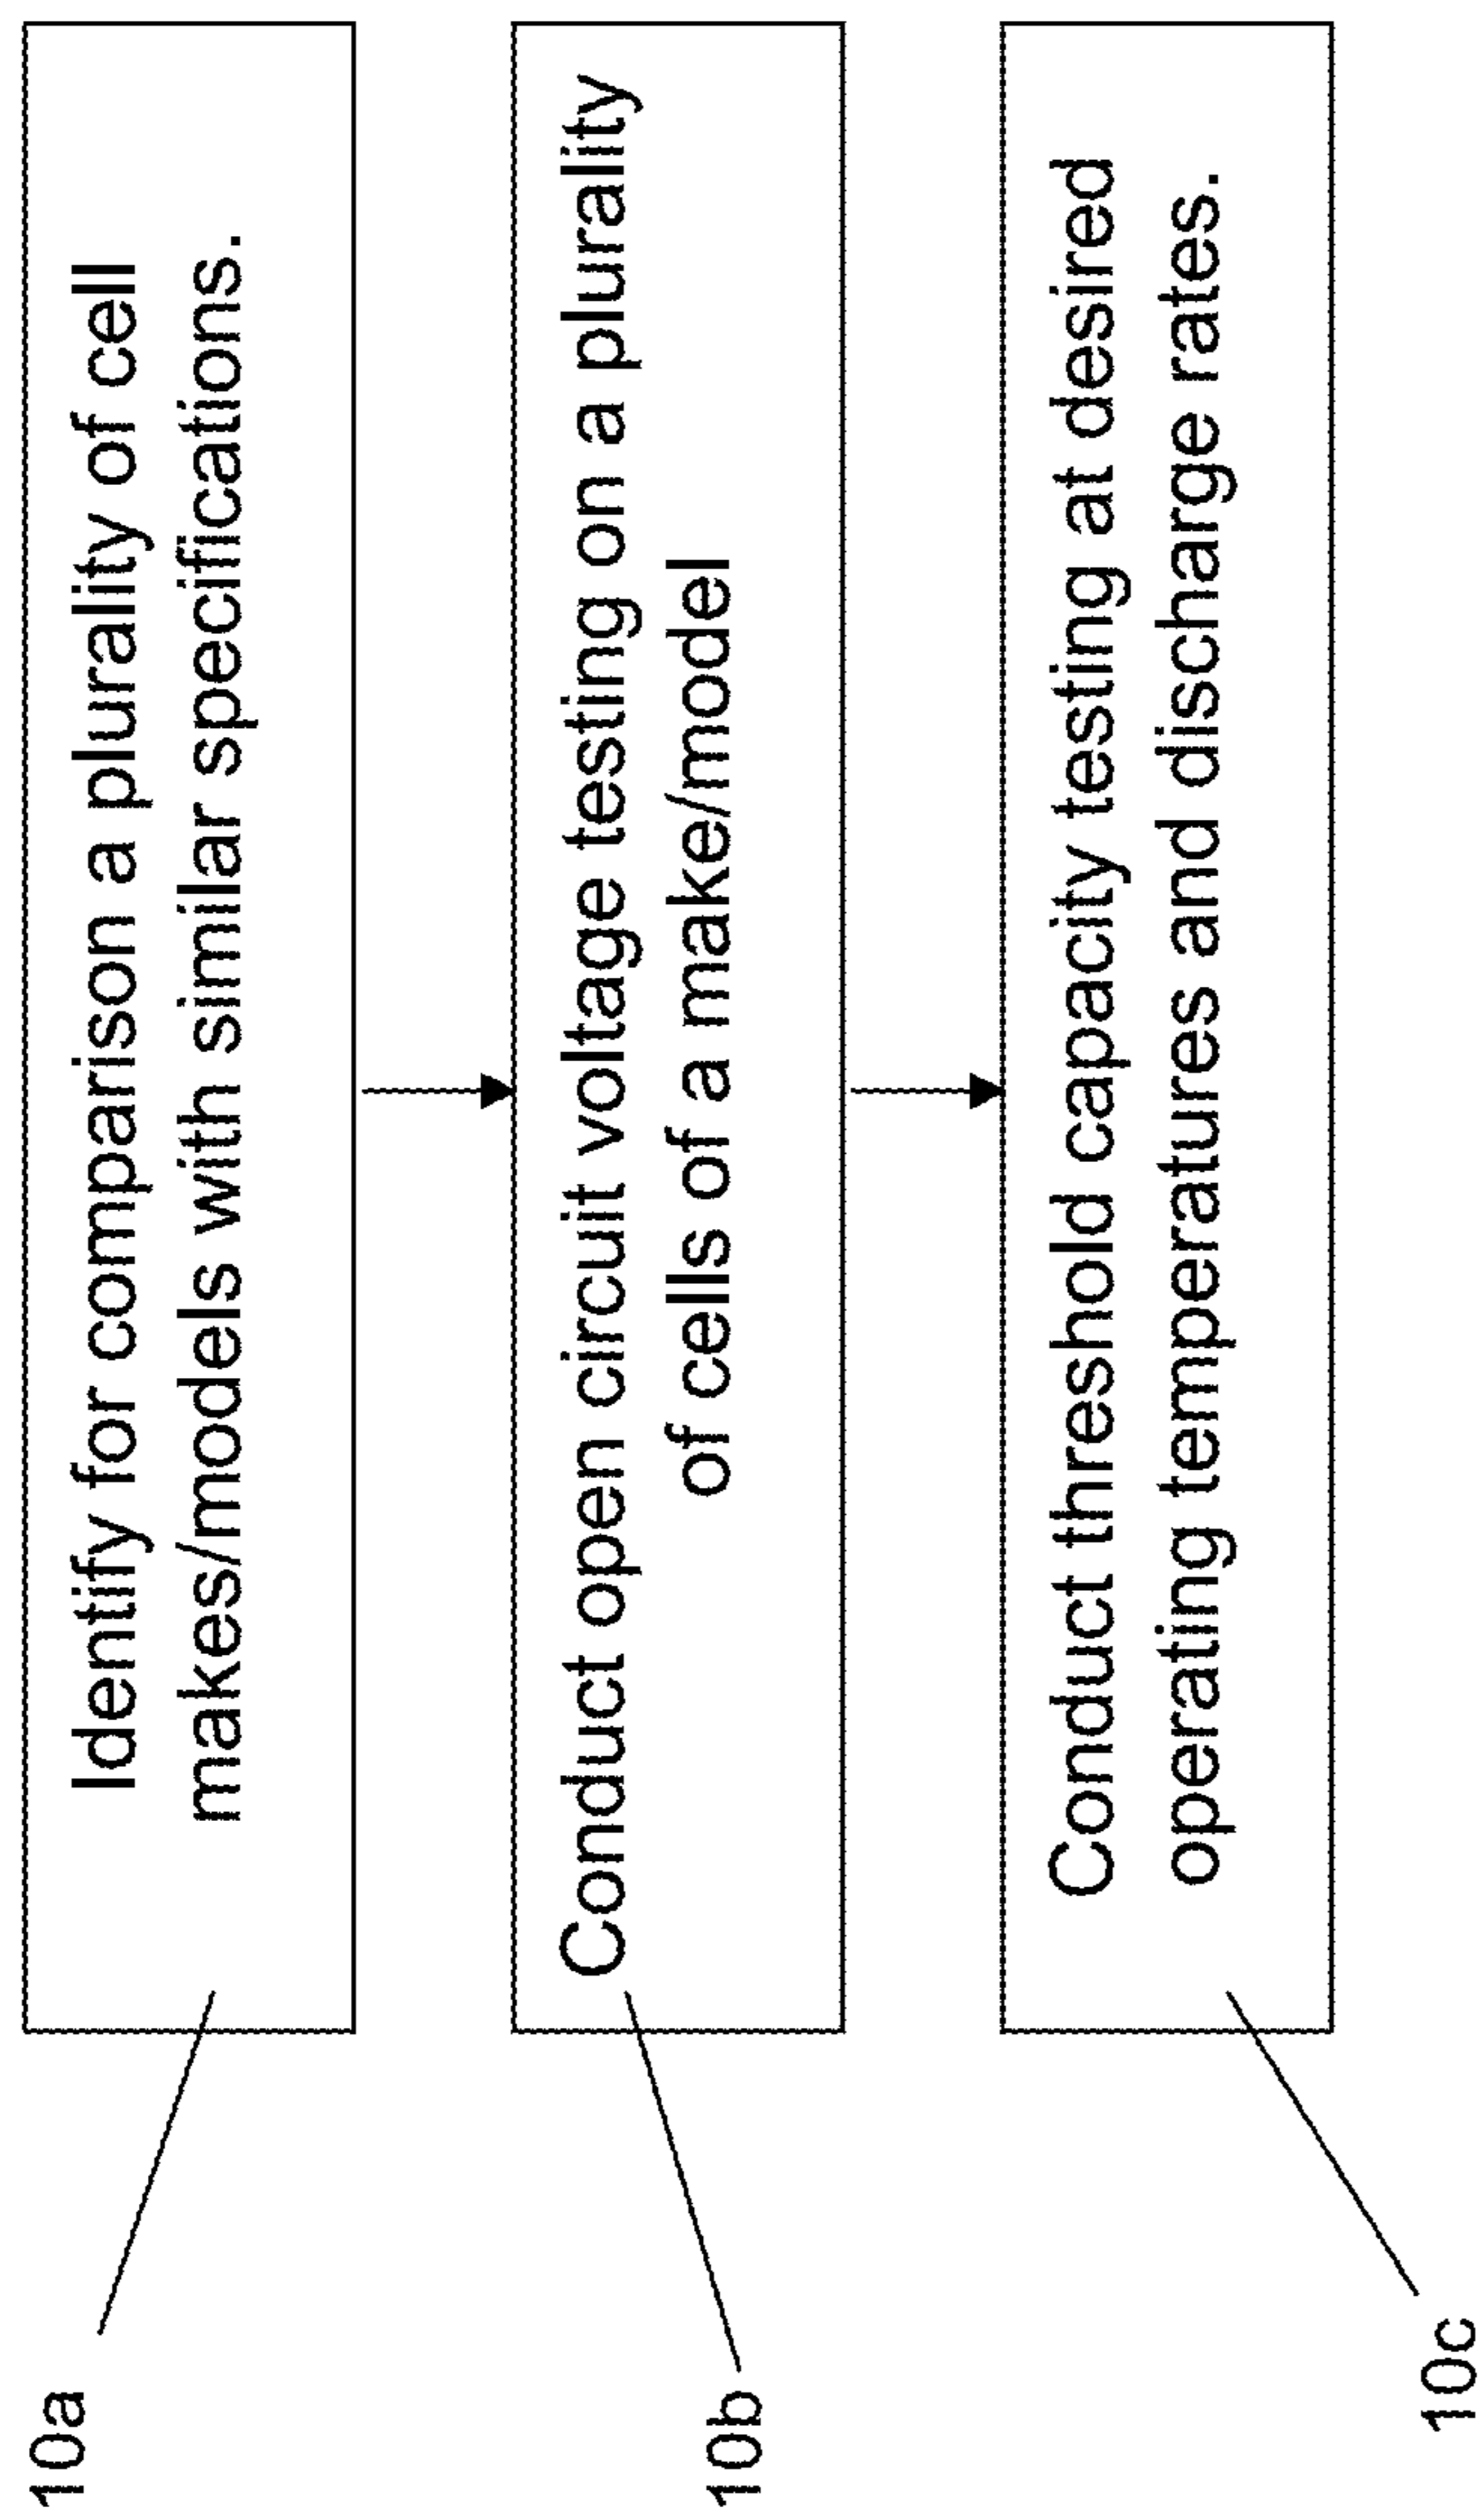 10a
Identify for comparison a plurality of cell
makes/models with similar specifications.
10b
Conduct open circuit voltage testing on a plurality
of cells of a make/model
10c
Conduct threshold capacity testing at desired
operating temperatures and discharge rates.